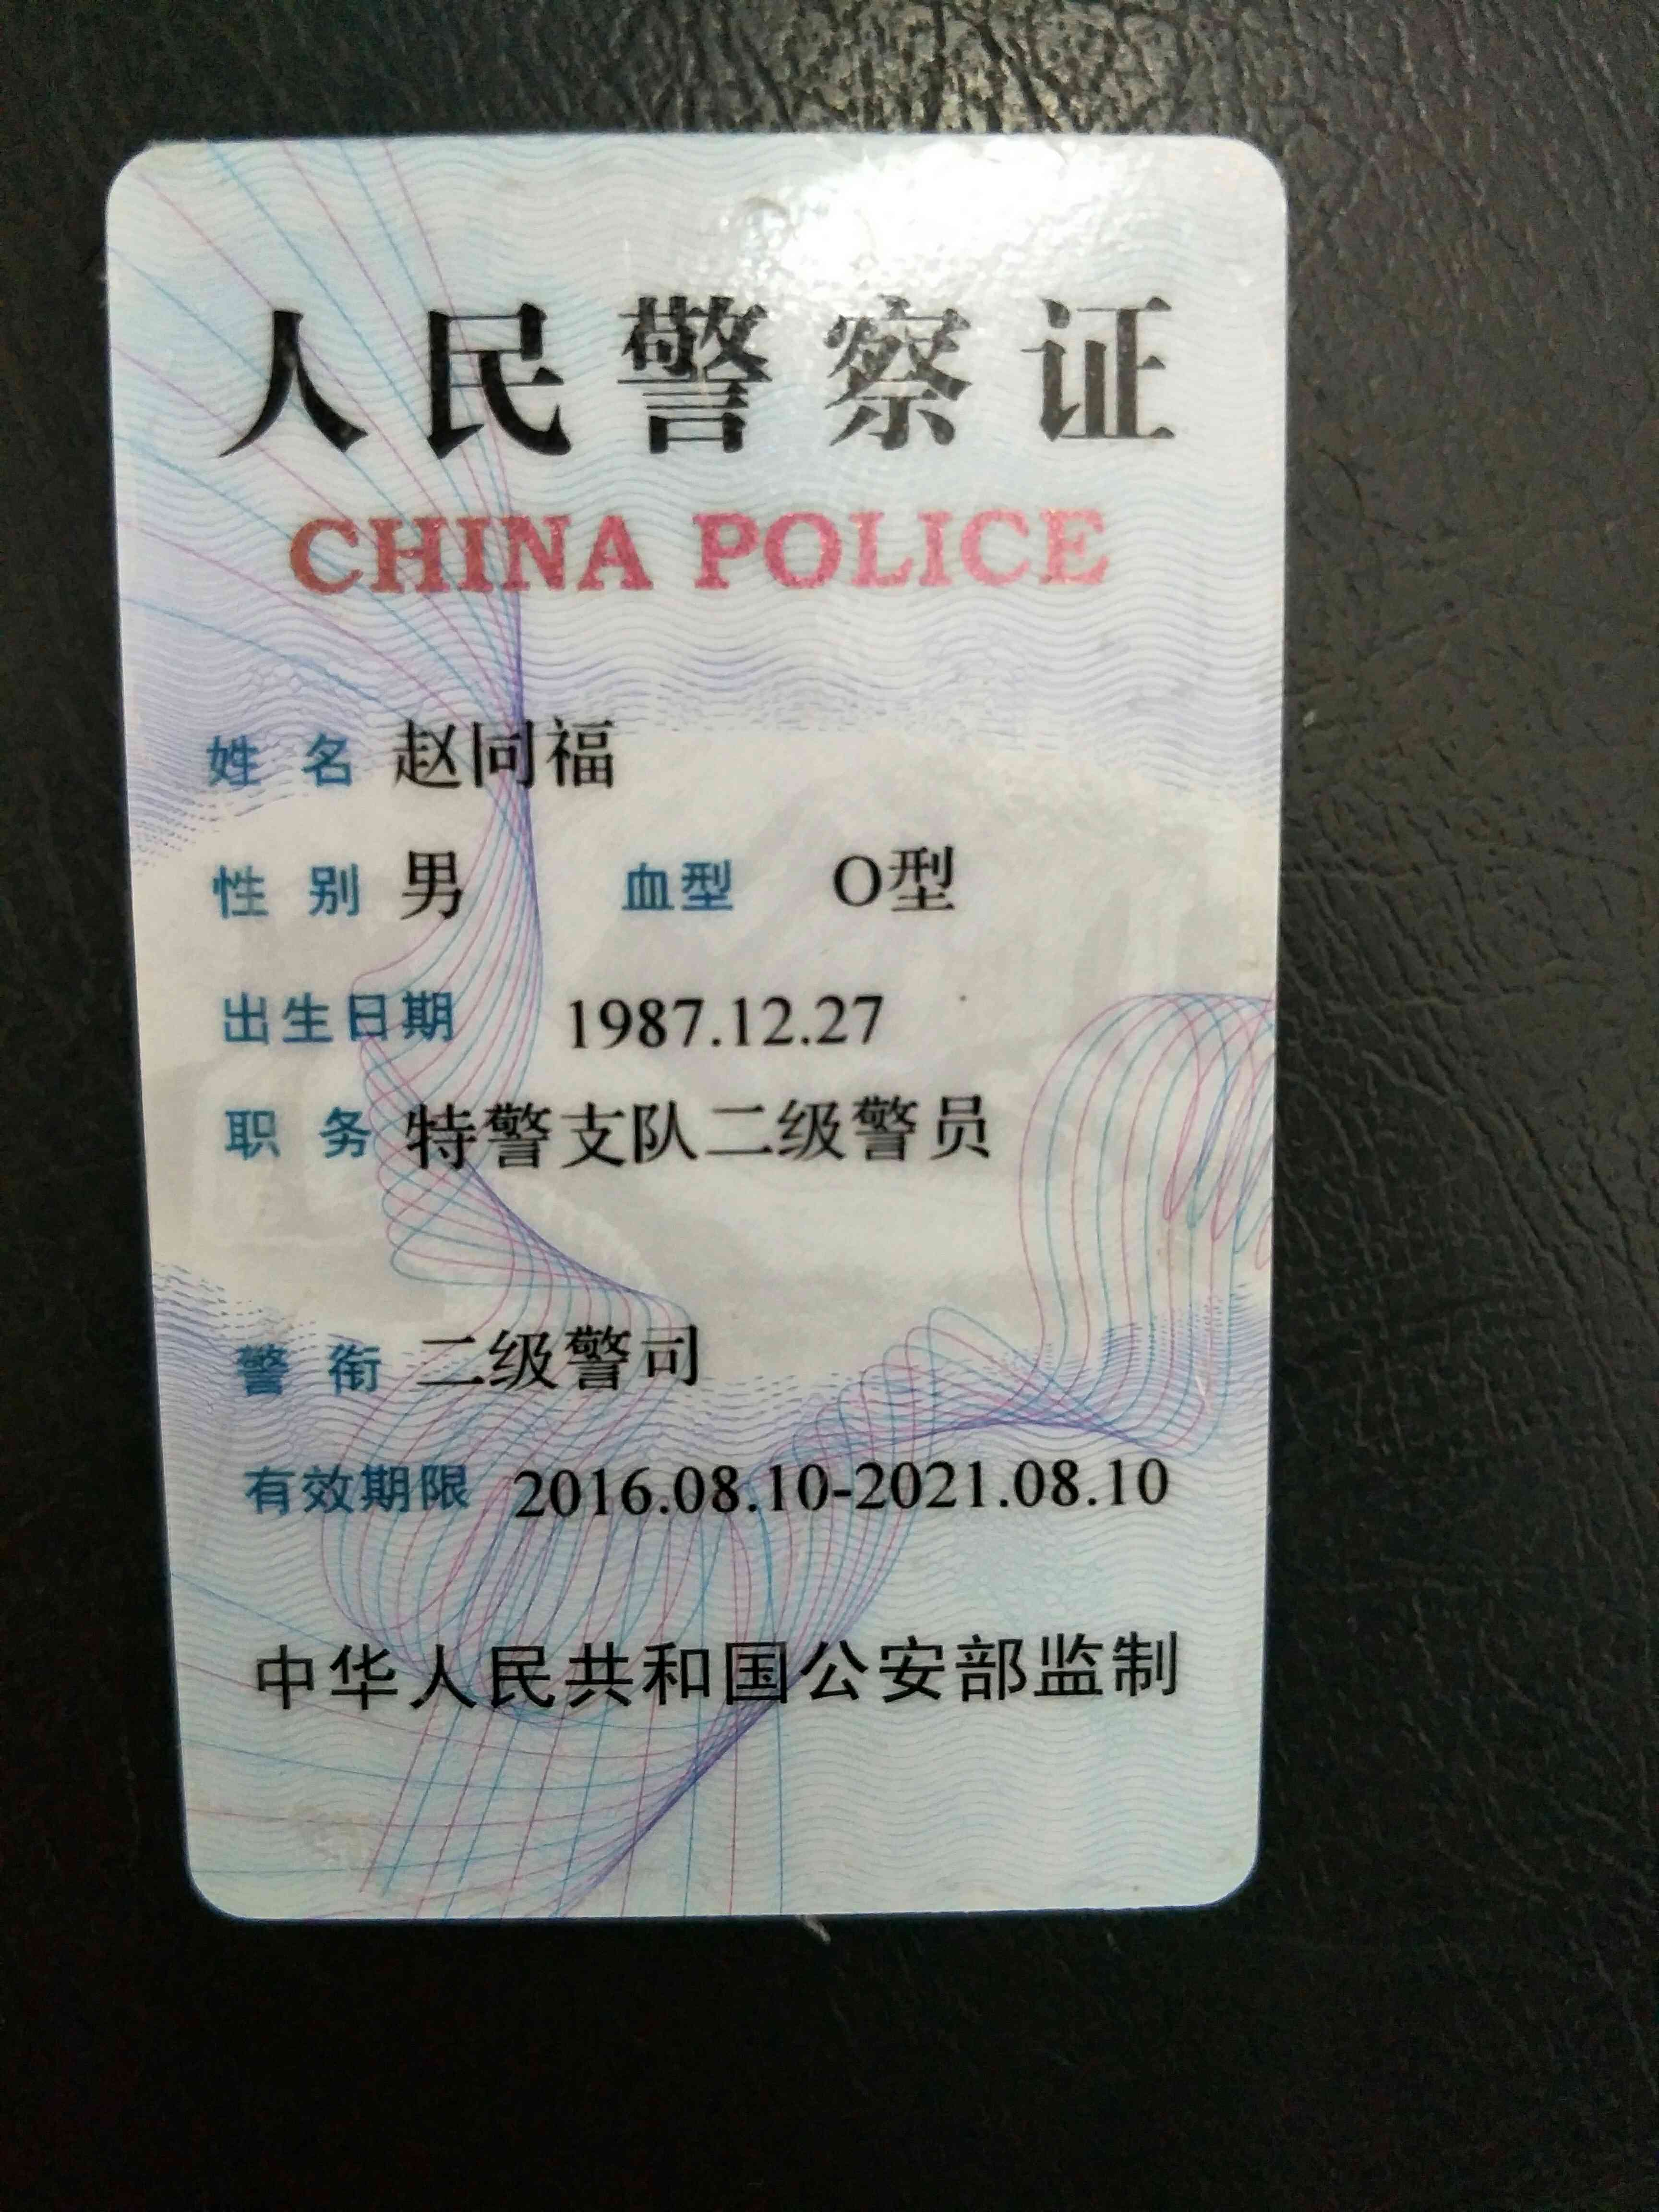 人民警察证
CHINA POLICE
姓 名 赵同福
性 别 男 血型 O型
出生日期 1987.12.27
职 务 特警支队二级警员
警 衔 二级警司
有效期限 2016.08.10-2021.08.10
中华人民共和国公安部监制